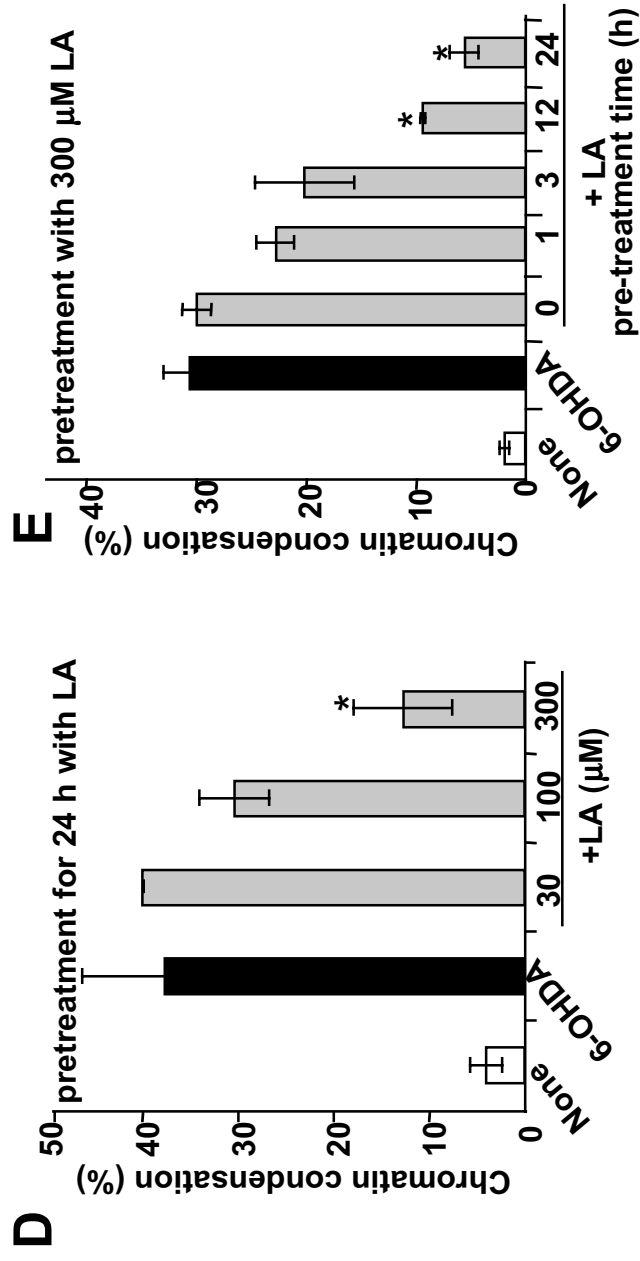 D
pretreatment for 24 h with LA
Chromatin condensation (%)
50
40
30
20
10
0
None
6-OHDA
30
100
300
*
+LA (μM)
E
pretreatment with 300 μM LA
Chromatin condensation (%)
40
30
20
10
0
None
6-OHDA
0
1
3
12
24
*
*
+ LA
pre-treatment time (h)